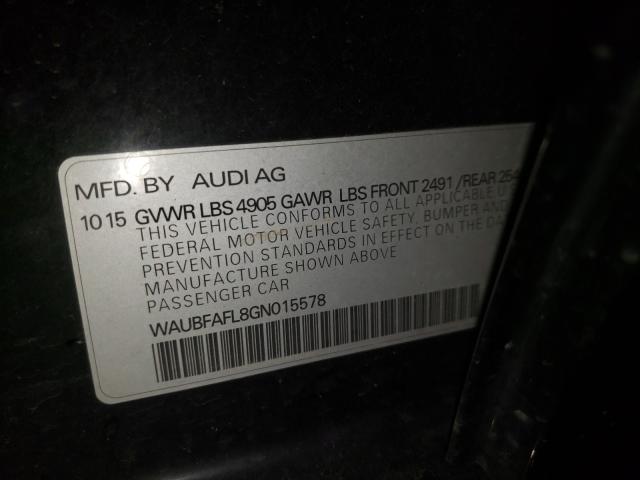 MFD. BY AUDI AG
10 15 GVWR LBS 4905 GAWR LBS FRONT 2491 /REAR 254
THIS VEHICLE CONFORMS TO ALL APPLICABLE U
FEDERAL MOTOR VEHICLE SAFETY, BUMPER AND
PREVENTION STANDARDS IN EFFECT ON THE DA
MANUFACTURE SHOWN ABOVE
PASSENGER CAR
WAUBFAFL8GN015578